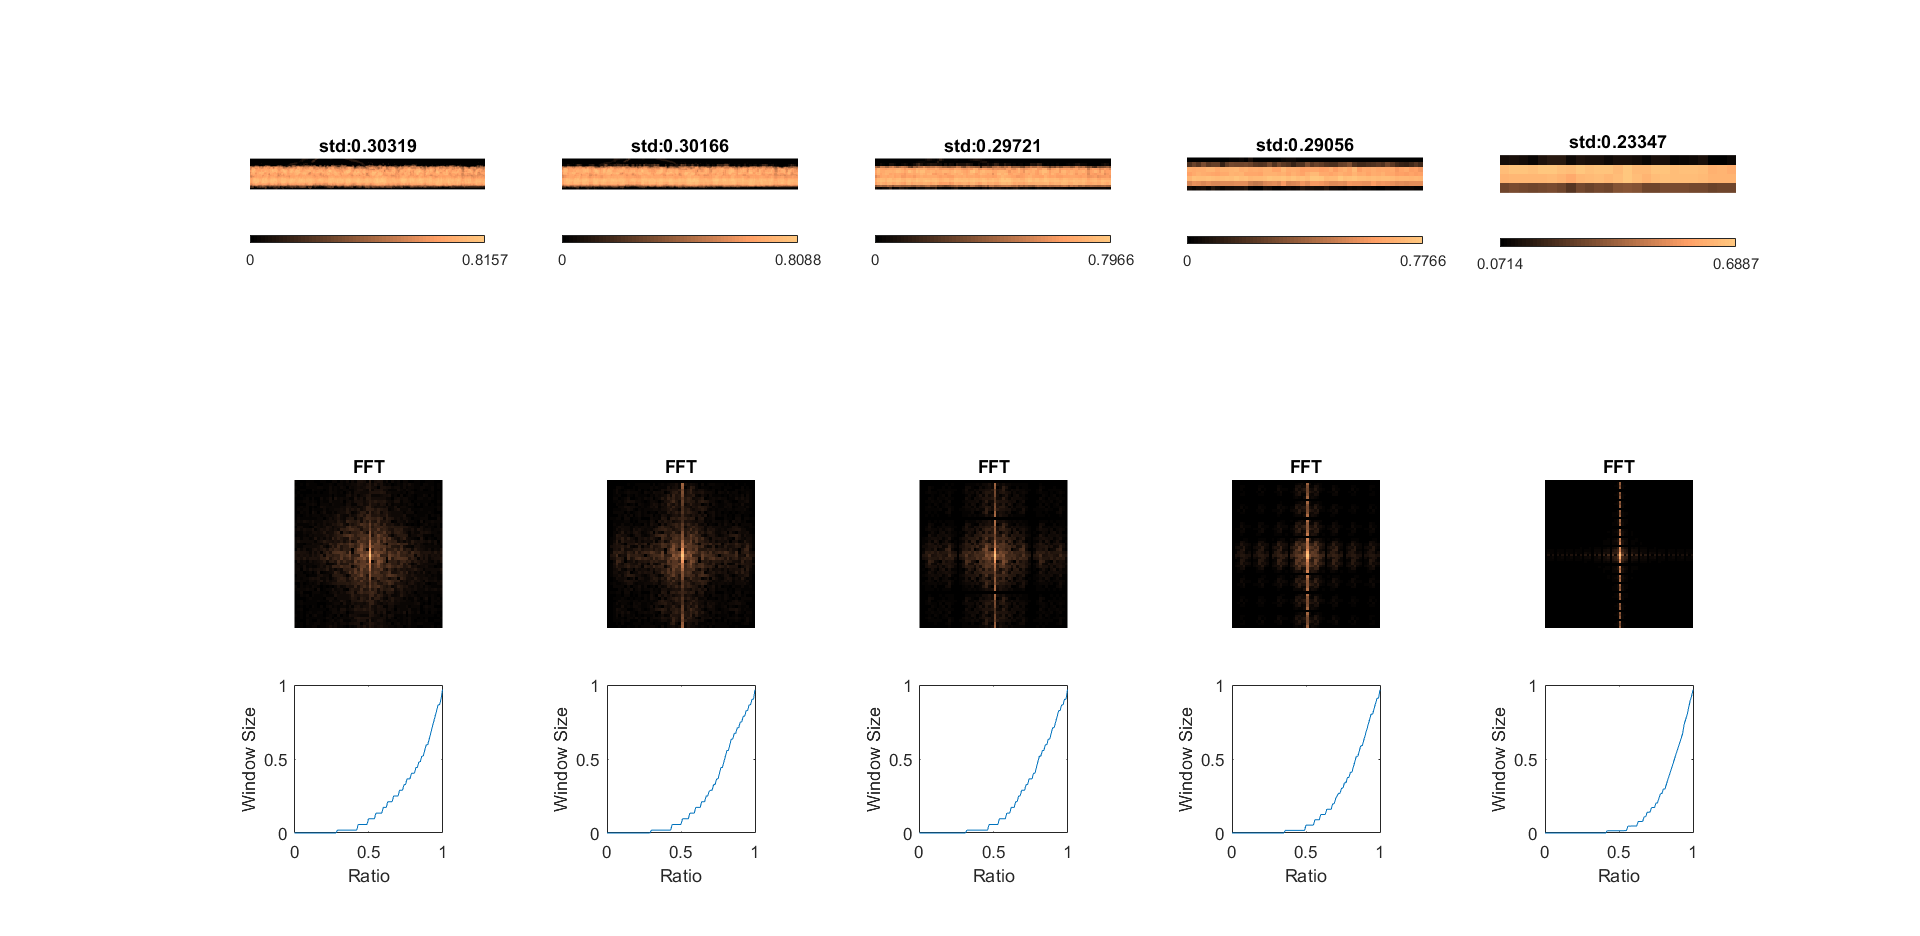 std:0.30319 std:0.30166 std:0.29721 std:0.29056 std:0.23347
0 0.8157 0 0.8088 0 0.7966 0 0.7766 0.0714 0.6887
FFT FFT FFT FFT FFT
1 1 1 1 1
0.5 0.5 0.5 0.5 0.5
0 0 0 0 0
Window Size Window Size Window Size Window Size Window Size
0 0.5 1 0 0.5 1 0 0.5 1 0 0.5 1 0 0.5 1
Ratio Ratio Ratio Ratio Ratio